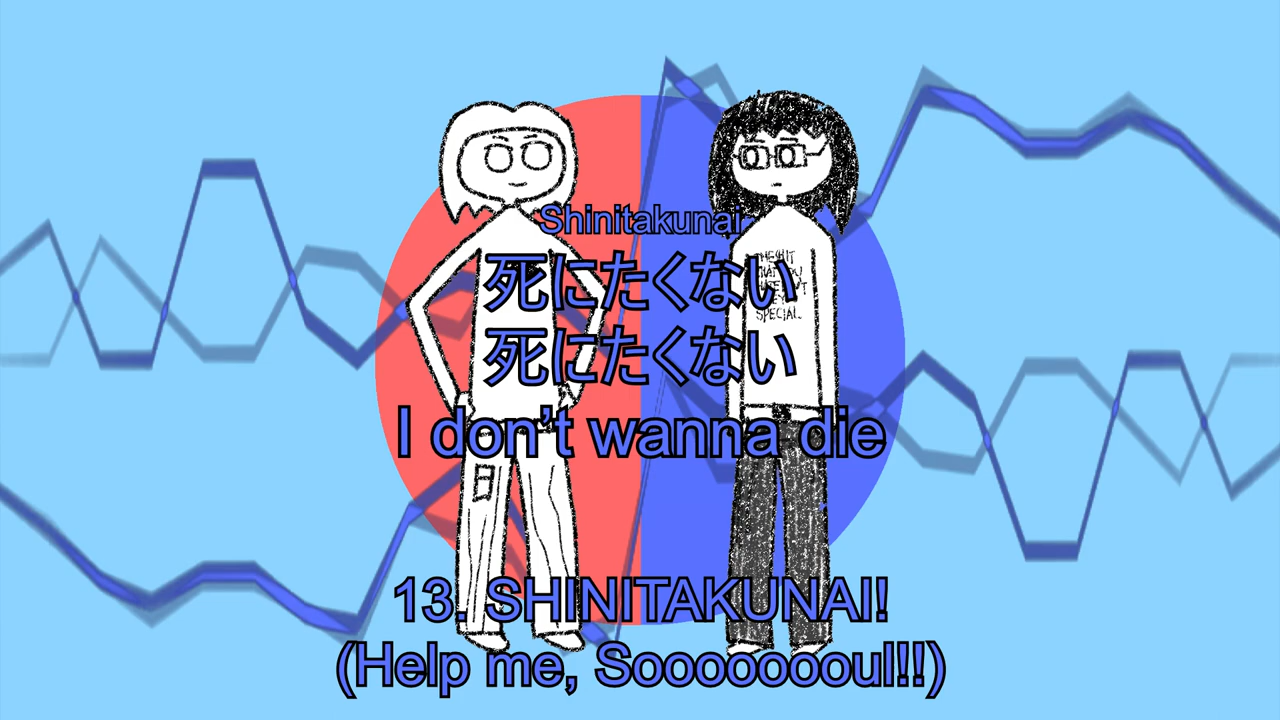 Shinitakunai
死にたくない
死にたくない
I don't wanna die
SPECIAL
13. SHINITAKUNAI!
(Help me, Sooooooooul!!)